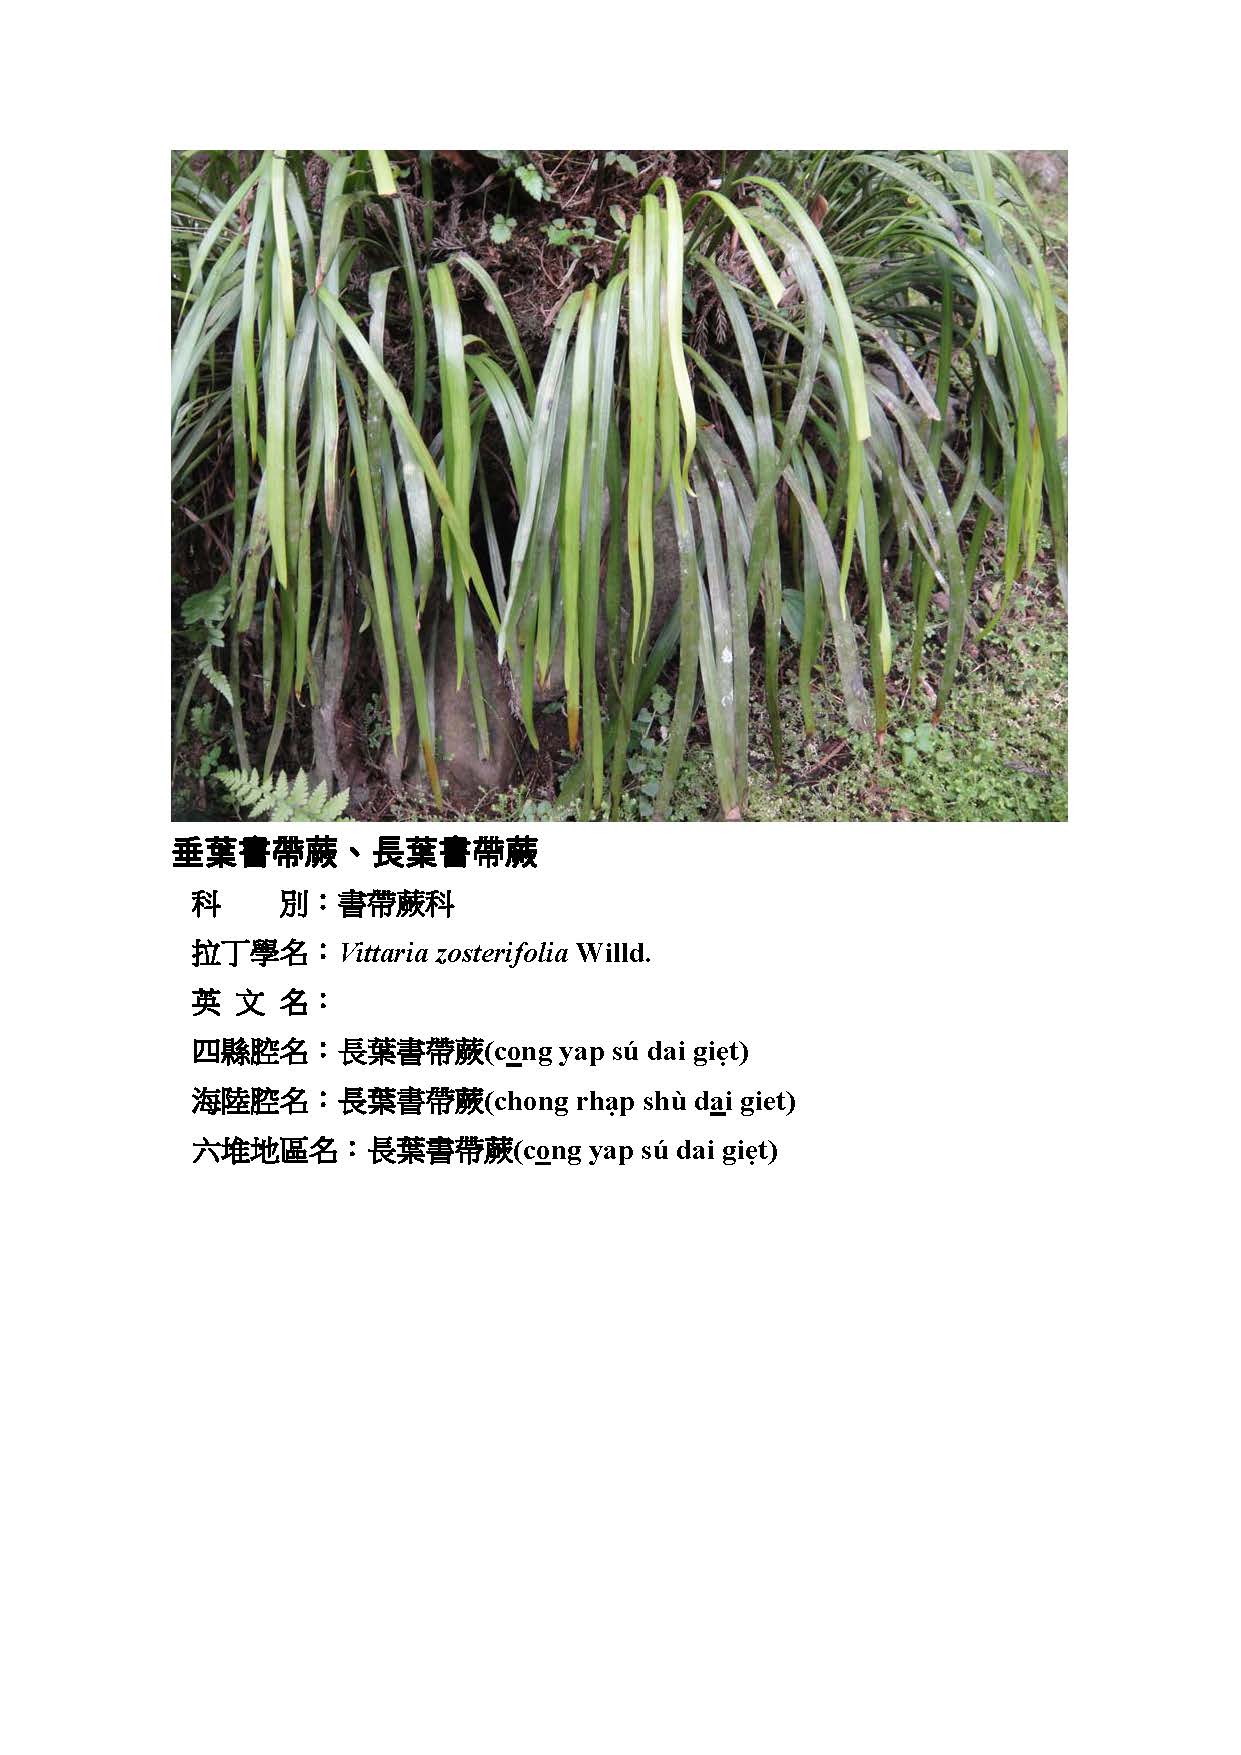 垂葉書帶蕨、長葉書帶蕨
科　　別：書帶蕨科
拉丁學名：Vittaria zosterifolia Willd.
英 文 名：
四縣腔名：長葉書帶蕨(co̲ng yap sú dai giẹt)
海陸腔名：長葉書帶蕨(chong rhạp shù da̲i giet)
六堆地區名：長葉書帶蕨(co̲ng yap sú dai giẹt)